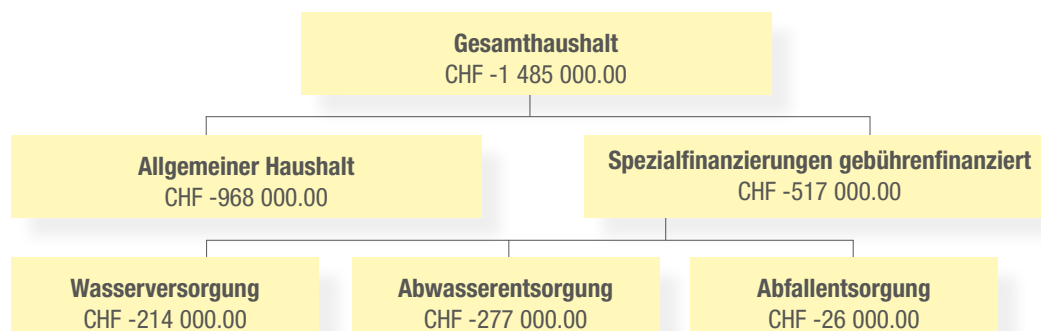 Gesamthaushalt
CHF -1 485 000.00
Allgemeiner Haushalt
CHF -968 000.00
Spezialfinanzierungen gebührenfinanziert
CHF -517 000.00
Wasserversorgung
CHF -214 000.00
Abwasserentsorgung
CHF -277 000.00
Abfallentsorgung
CHF -26 000.00